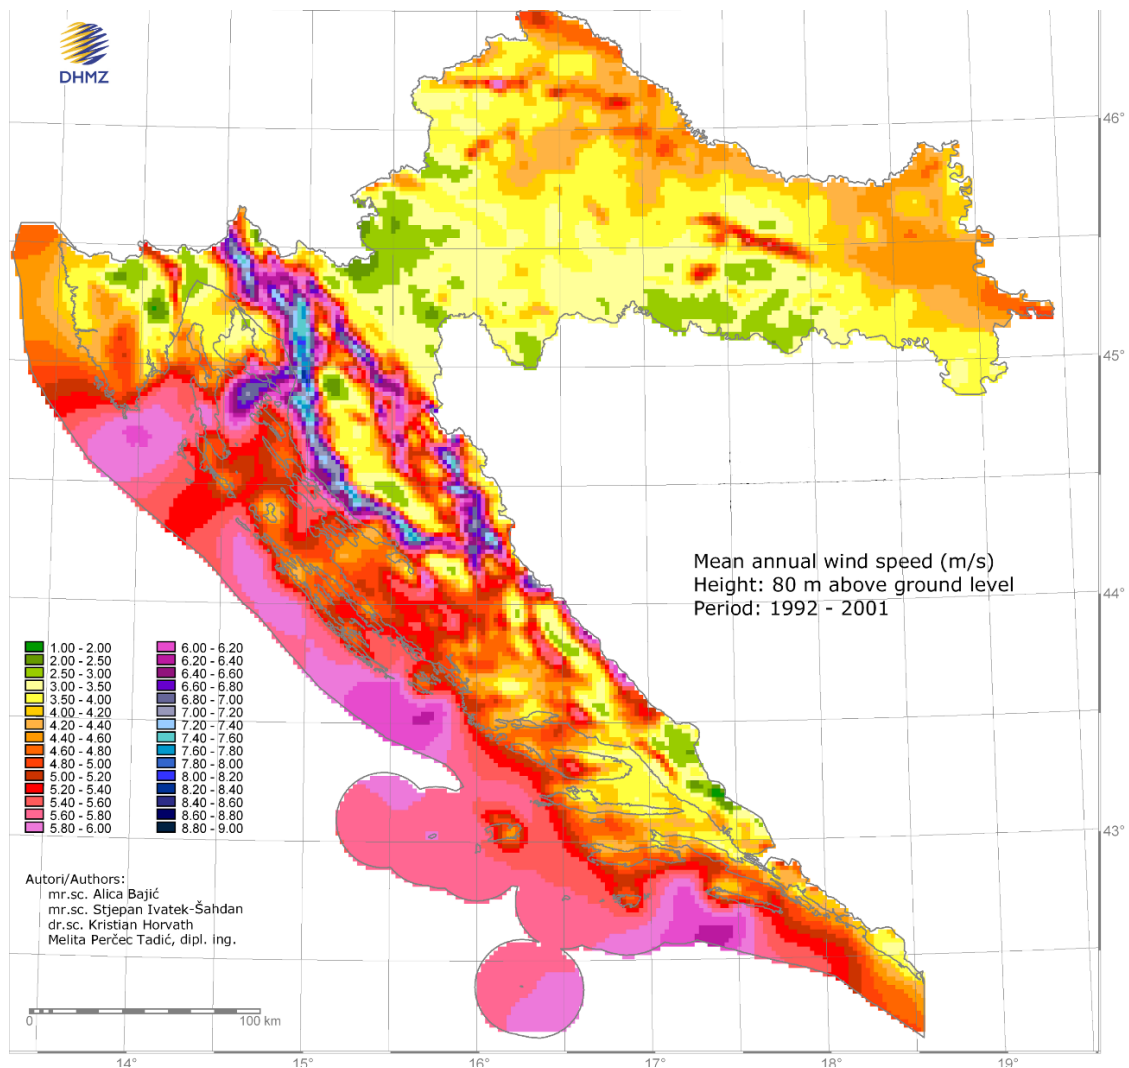 DHMZ
46°
45°
Mean annual wind speed (m/s)
Height: 80 m above ground level
Period: 1992 - 2001
44°
1.00 - 2.00
2.00 - 2.50
2.50 - 3.00
3.00 - 3.50
3.50 - 4.00
4.00 - 4.20
4.20 - 4.40
4.40 - 4.60
4.60 - 4.80
4.80 - 5.00
5.00 - 5.20
5.20 - 5.40
5.40 - 5.60
5.60 - 5.80
5.80 - 6.00
6.00 - 6.20
6.20 - 6.40
6.40 - 6.60
6.60 - 6.80
6.80 - 7.00
7.00 - 7.20
7.20 - 7.40
7.40 - 7.60
7.60 - 7.80
7.80 - 8.00
8.00 - 8.20
8.20 - 8.40
8.40 - 8.60
8.60 - 8.80
8.80 - 9.00
43°
Autori/Authors:
mr.sc. Alica Bajić
mr.sc. Stjepan Ivatek-Šahdan
dr.sc. Kristian Horvath
Melita Perčec Tadić, dipl. ing.
0 100 km
14° 15° 16° 17° 18° 19°